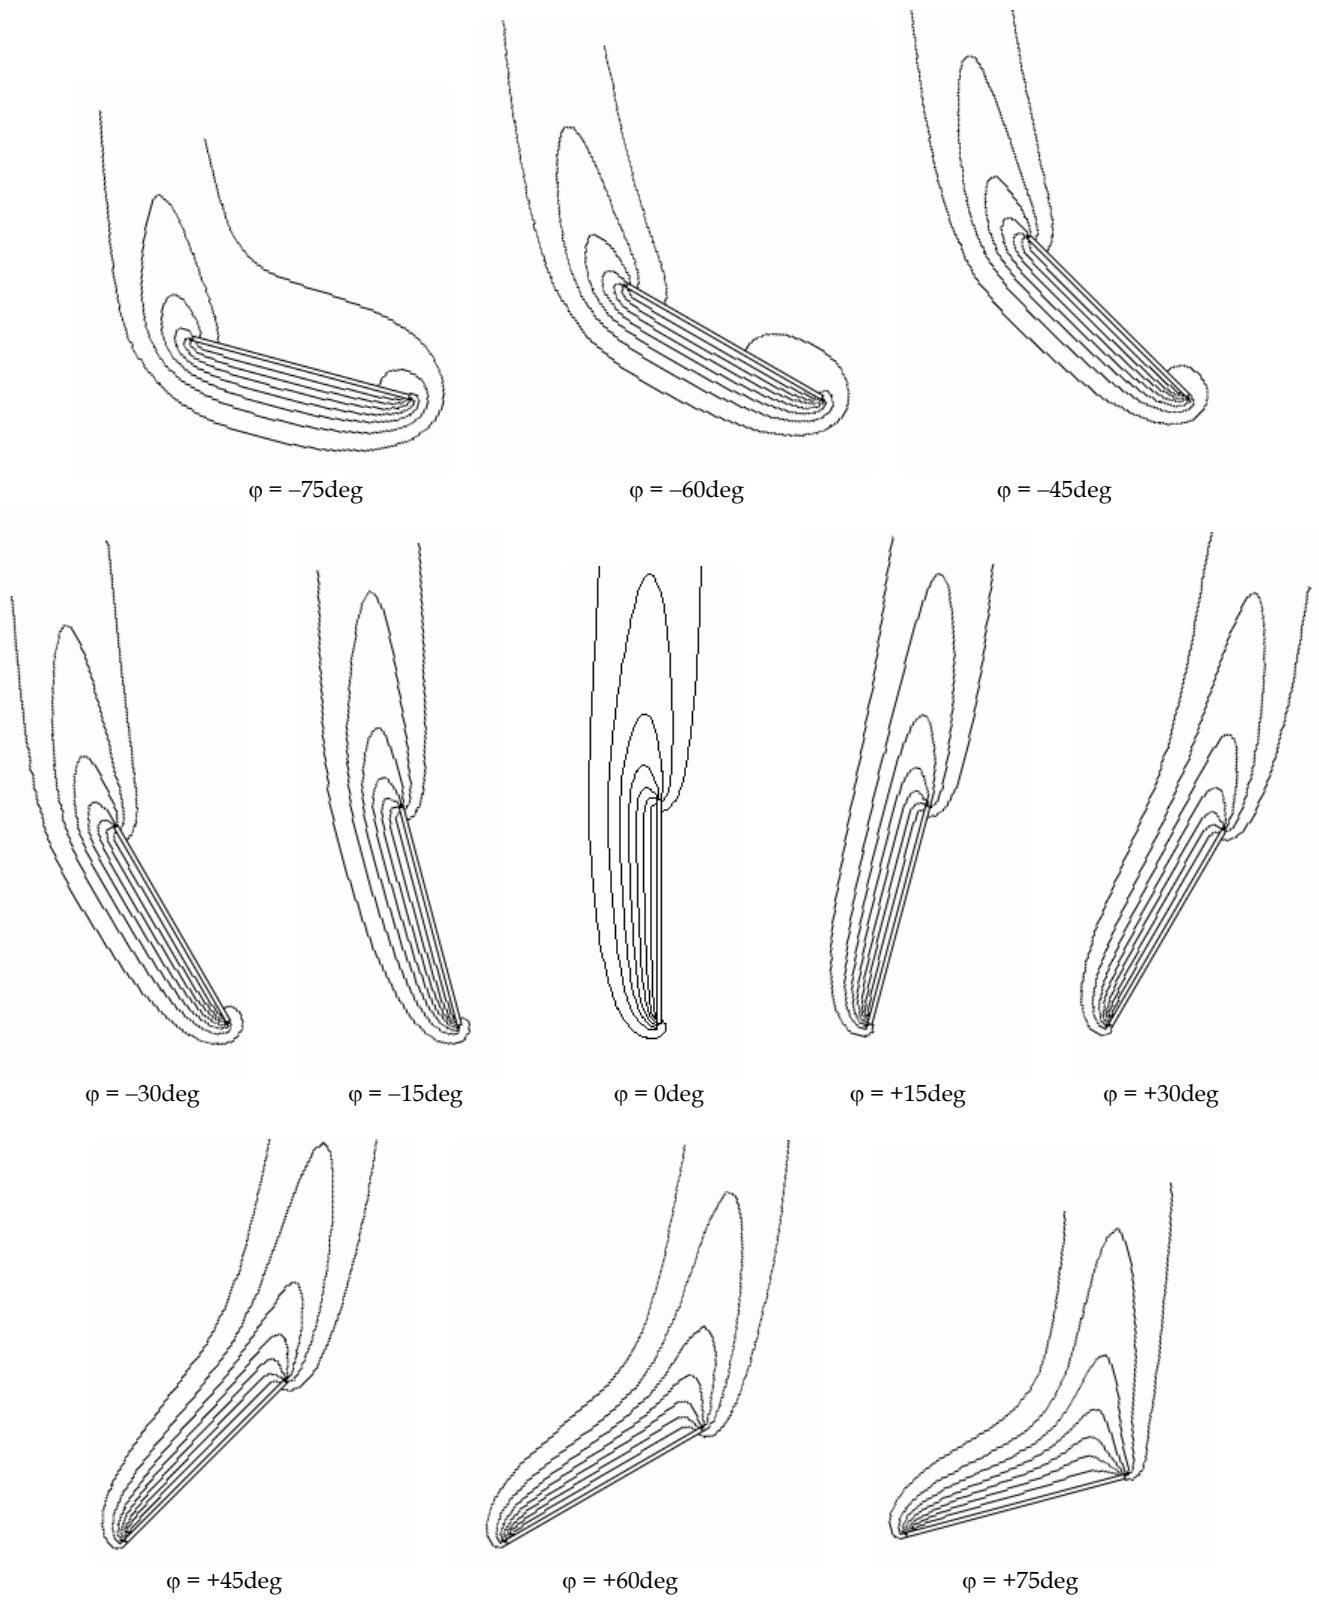 φ = –75deg
φ = –60deg
φ = –45deg
φ = –30deg
φ = –15deg
φ = 0deg
φ = +15deg
φ = +30deg
φ = +45deg
φ = +60deg
φ = +75deg